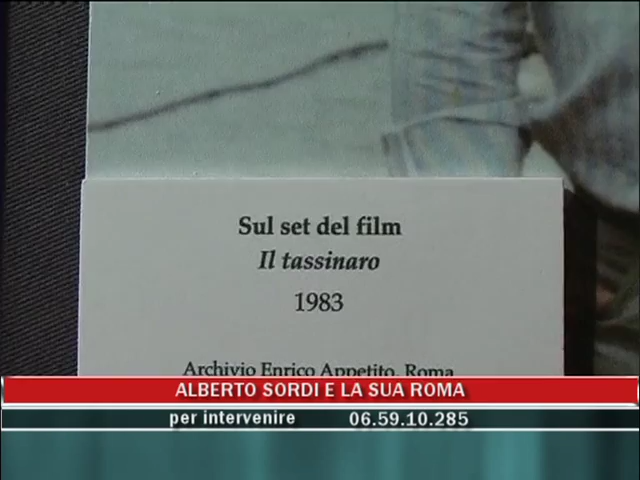 Sul set del film
Il tassinaro
1983
Archivio Enrico Appetito, Roma
ALBERTO SORDI E LA SUA ROMA
per intervenire 06.59.10.285